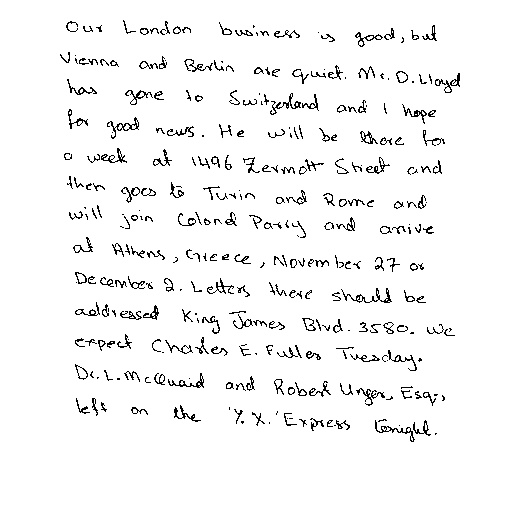 Our London business is good, but
Vienna and Berlin are quiet. Mr. D. Lloyd
has gone to Switzerland and I hope
for good news. He will be there for
a week at 1496 Zermott Street and
then goes to Turin and Rome and
will join Colonel Parry and arrive
at Athens, Greece, November 27 or
December 2. Letters there should be
addressed King James Blvd. 3580. We
expect Charles E. Fuller Tuesday.
Dr. L. McQuaid and Robert Unger, Esq.,
left on the 'Y. X.' Express tonight.